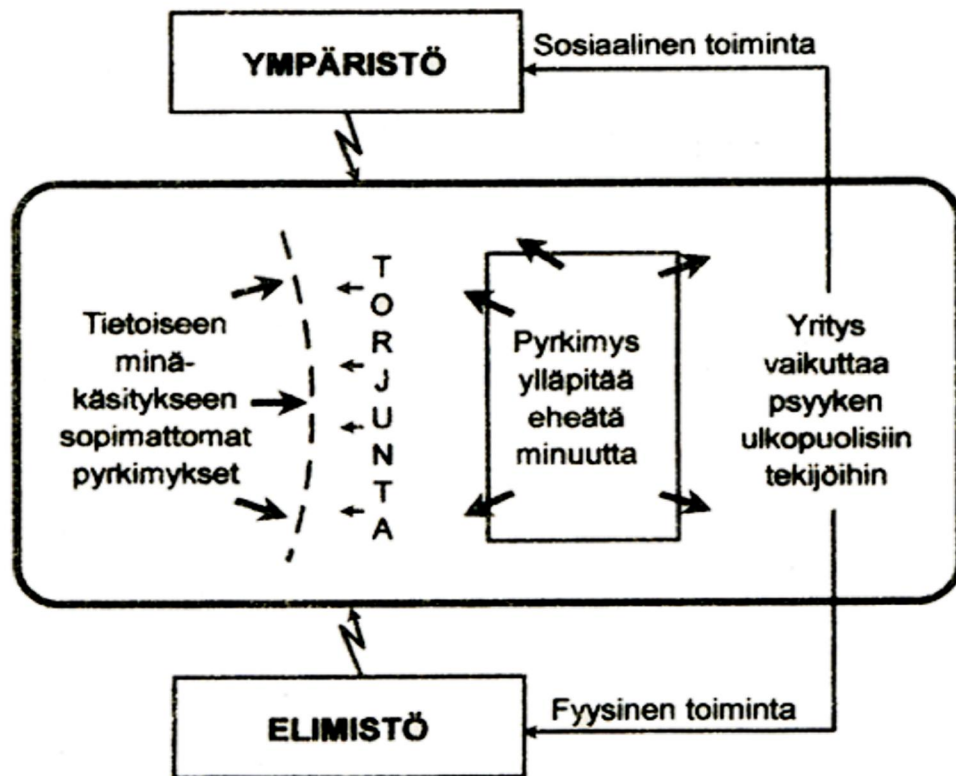 YMPÄRISTÖ
Sosiaalinen toiminta
Tietoiseen
minä-
käsitykseen
sopimattomat
pyrkimykset
TORJUNTA
Pyrkimys
ylläpitää
eheätä
minuutta
Yritys
vaikuttaa
psyyken
ulkopuolisiin
tekijöihin
ELIMISTÖ
Fyysinen toiminta